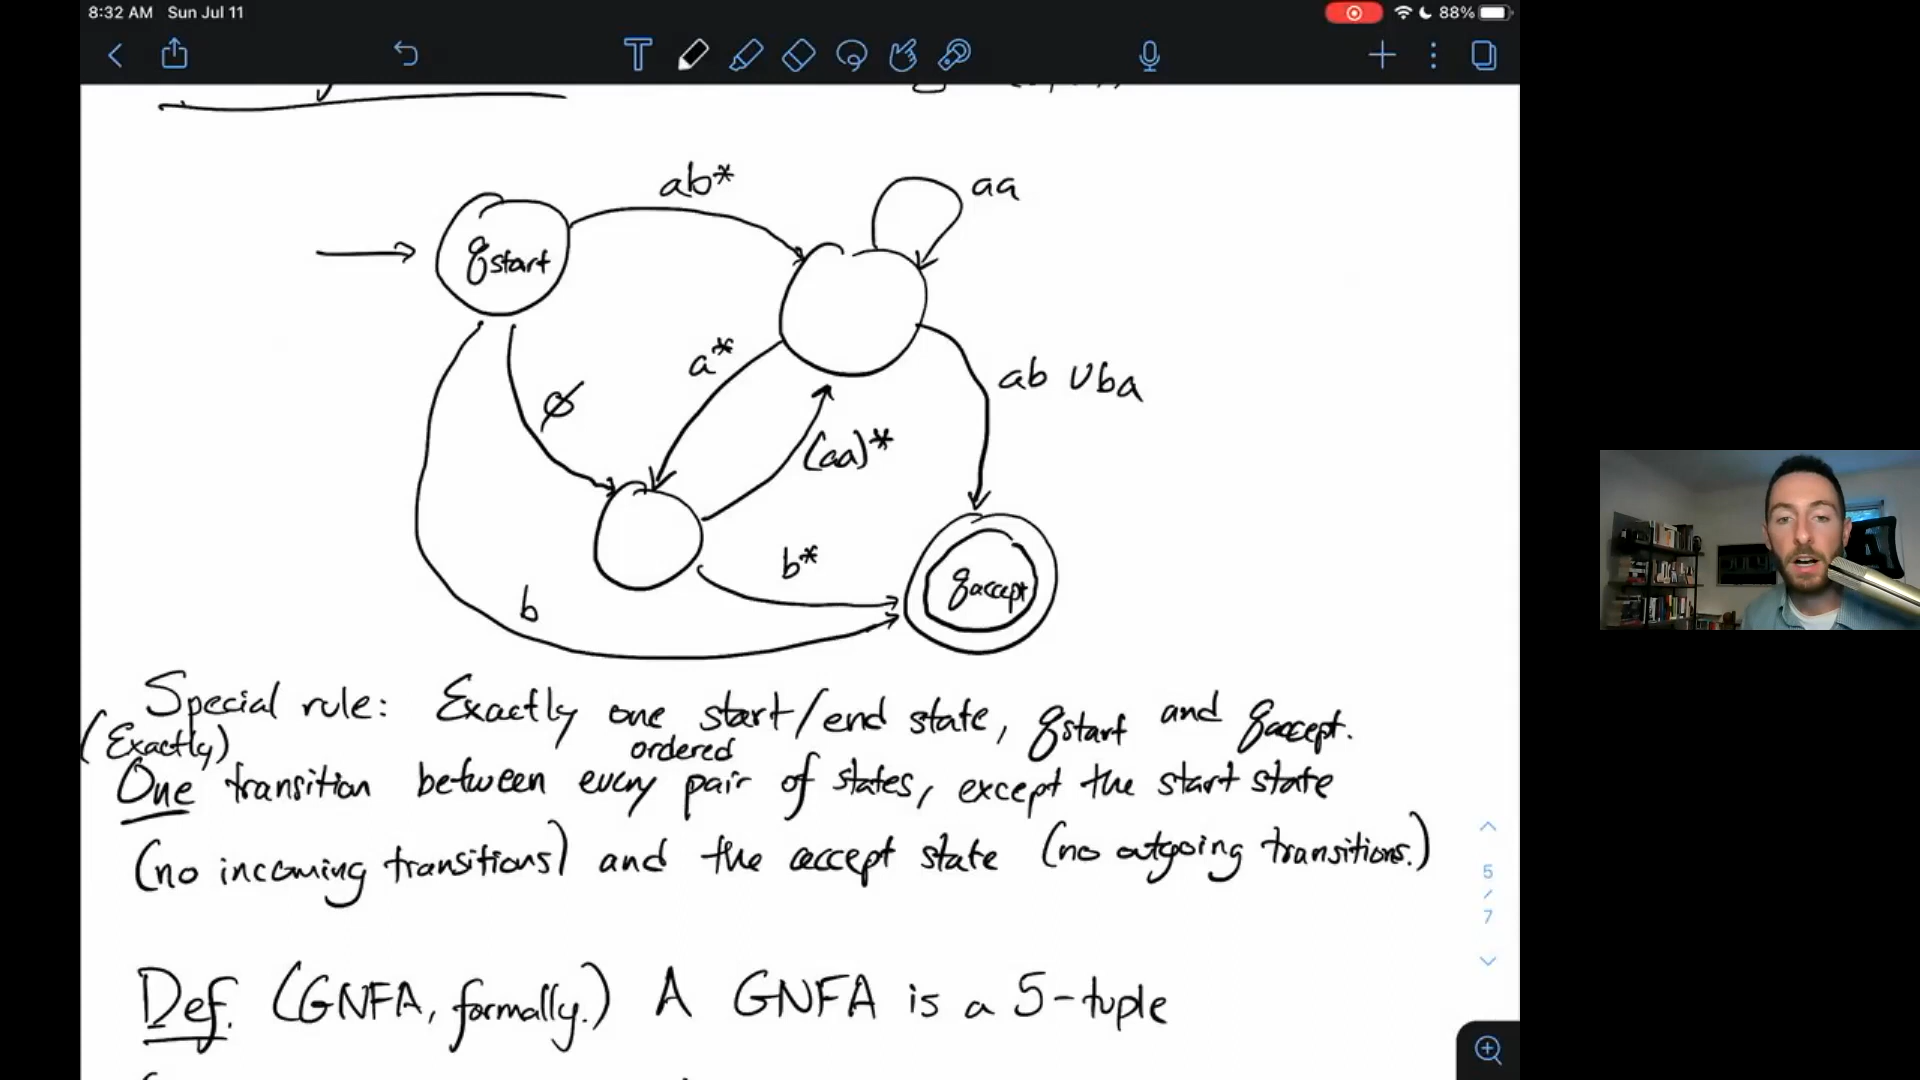 8:32 AM Sun Jul 11
88%
T
ab*
aa
qstart
a*
ab ∪ ba
∅
(aa)*
b*
qaccept
b
Special rule: Exactly one start/end state, qstart and qaccept.
(Exactly) ordered
One transition between every pair of states, except the start state
(no incoming transitions) and the accept state (no outgoing transitions.)
5
/
7
Def. (GNFA, formally.) A GNFA is a 5-tuple